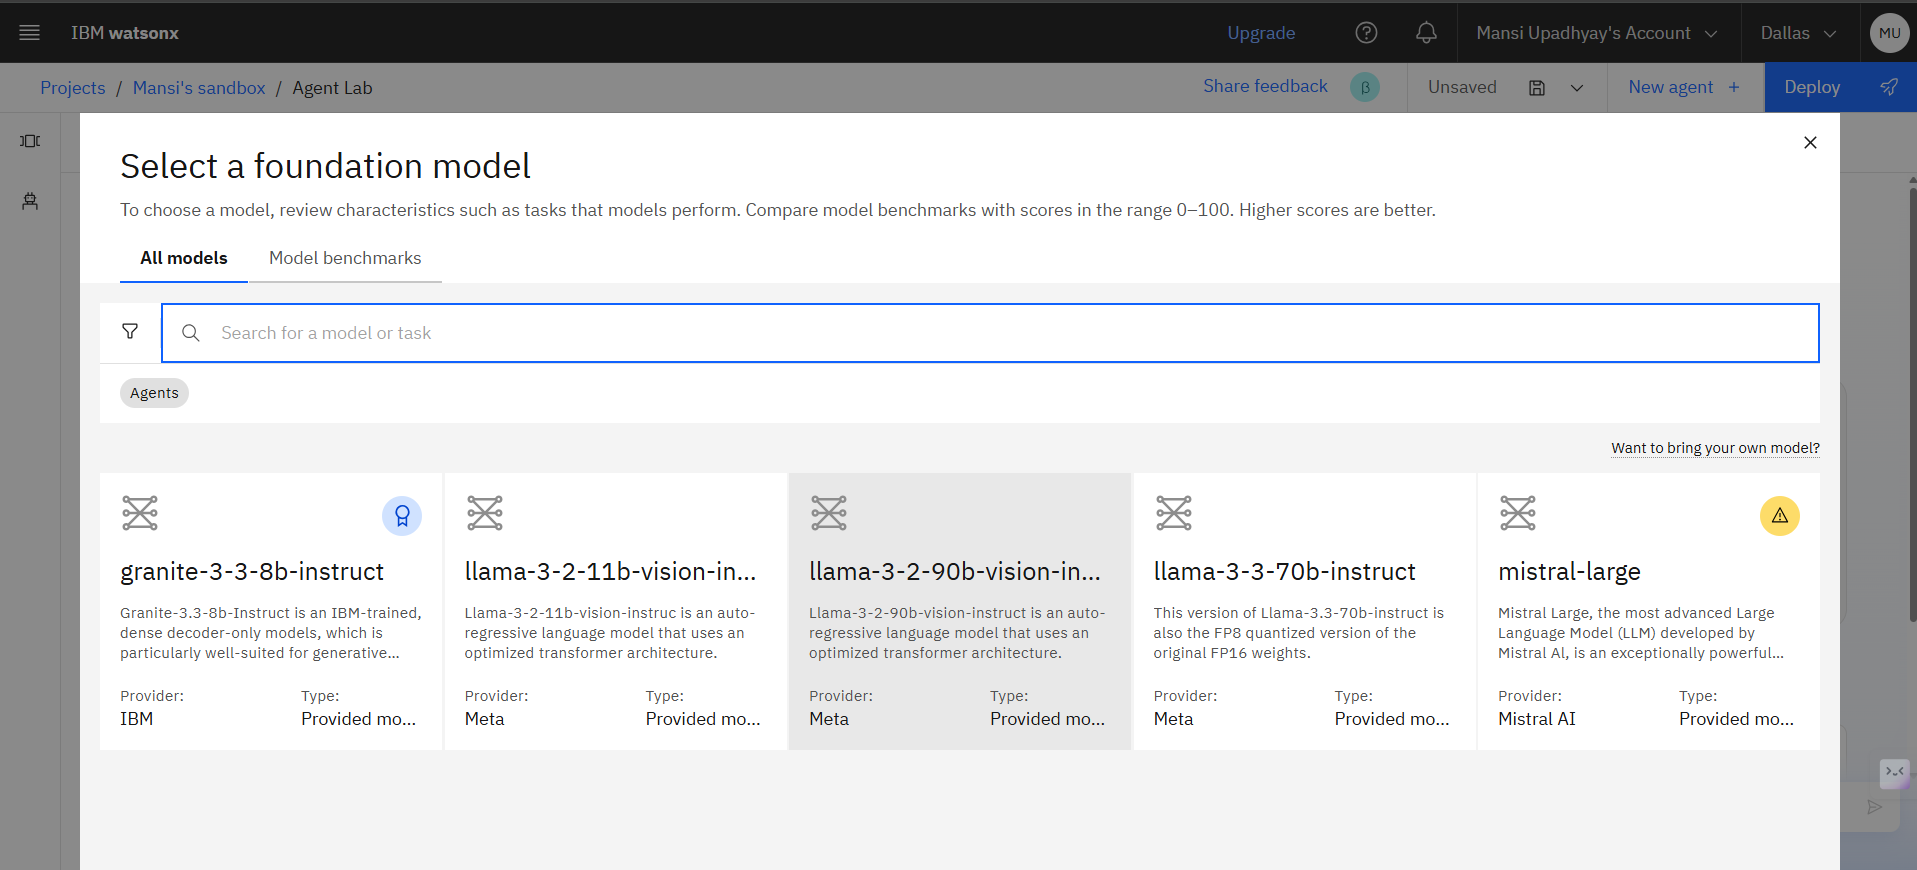 IBM watsonx
Upgrade
Mansi Upadhyay's Account
Dallas
MU
Projects / Mansi's sandbox / Agent Lab
Share feedback
β
Unsaved
New agent +
Deploy
Select a foundation model
To choose a model, review characteristics such as tasks that models perform. Compare model benchmarks with scores in the range 0–100. Higher scores are better.
All models
Model benchmarks
Search for a model or task
Agents
Want to bring your own model?
granite-3-3-8b-instruct
Granite-3.3-8b-Instruct is an IBM-trained,
dense decoder-only models, which is
particularly well-suited for generative...
Provider:
Type:
IBM
Provided mo...
llama-3-2-11b-vision-in...
Llama-3-2-11b-vision-instruc is an auto-
regressive language model that uses an
optimized transformer architecture.
Provider:
Type:
Meta
Provided mo...
llama-3-2-90b-vision-in...
Llama-3-2-90b-vision-instruct is an auto-
regressive language model that uses an
optimized transformer architecture.
Provider:
Type:
Meta
Provided mo...
llama-3-3-70b-instruct
This version of Llama-3.3-70b-instruct is
also the FP8 quantized version of the
original FP16 weights.
Provider:
Type:
Meta
Provided mo...
mistral-large
Mistral Large, the most advanced Large
Language Model (LLM) developed by
Mistral Al, is an exceptionally powerful...
Provider:
Type:
Mistral AI
Provided mo...